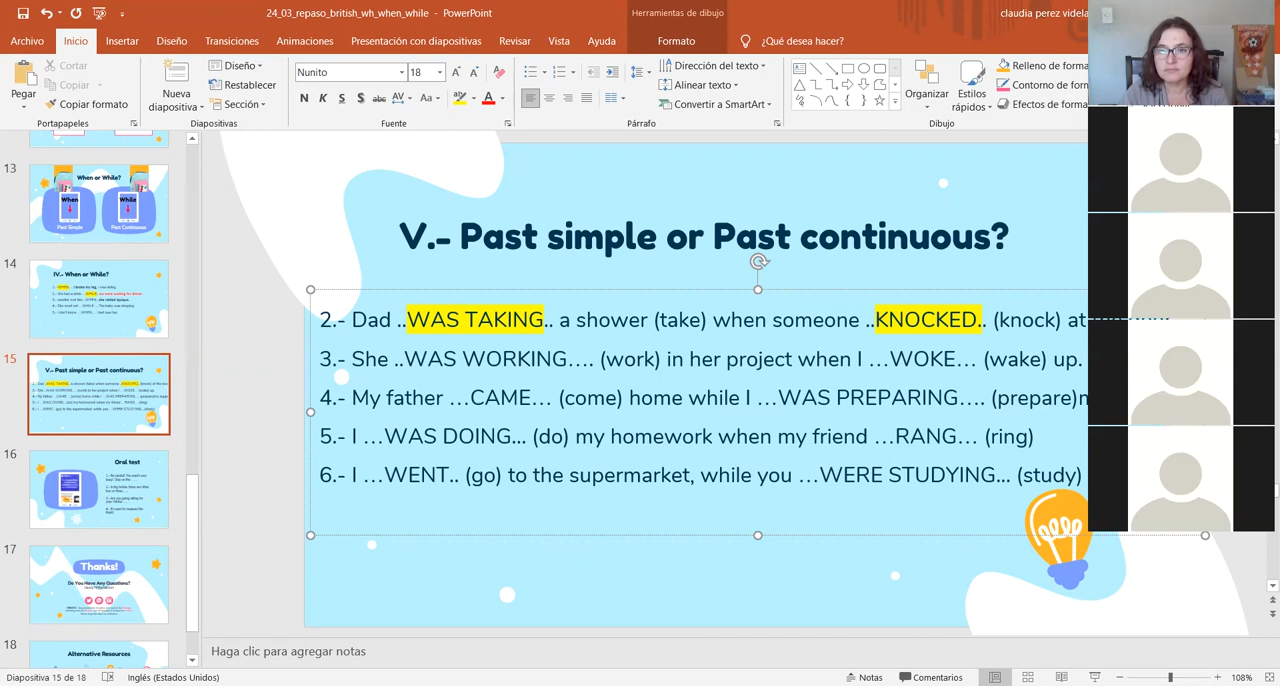 24_03_repaso_british_wh_when_while - PowerPoint
Herramientas de dibujo
claudia perez videla
Archivo Inicio Insertar Diseño Transiciones Animaciones Presentación con diapositivas Revisar Vista Ayuda Formato ¿Qué desea hacer?
Pegar
Cortar
Copiar
Copiar formato
Portapapeles
Nueva diapositiva
Diseño
Restablecer
Sección
Diapositivas
Nunito 18
N K S S abc AV Aa A
Fuente
Dirección del texto
Alinear texto
Convertir a SmartArt
Párrafo
Organizar
Estilos rápidos
Relleno de forma
Contorno de for
Efectos de forma
Dibujo
13
When or While?
When
While
Past Simple
Past Continuous
14
IV.- When or While?
15
V.- Past simple or Past continuous?
16
Oral test
17
Thanks!
Do You Have Any Questions?
18
Alternative Resources
V.- Past simple or Past continuous?
2.- Dad ..WAS TAKING.. a shower (take) when someone ..KNOCKED.. (knock) at
3.- She ..WAS WORKING…. (work) in her project when I …WOKE… (wake) up.
4.- My father …CAME… (come) home while I …WAS PREPARING…. (prepare)
5.- I …WAS DOING… (do) my homework when my friend …RANG… (ring)
6.- I …WENT.. (go) to the supermarket, while you …WERE STUDYING… (study)
Haga clic para agregar notas
Diapositiva 15 de 18 Inglés (Estados Unidos) Notas Comentarios 108%